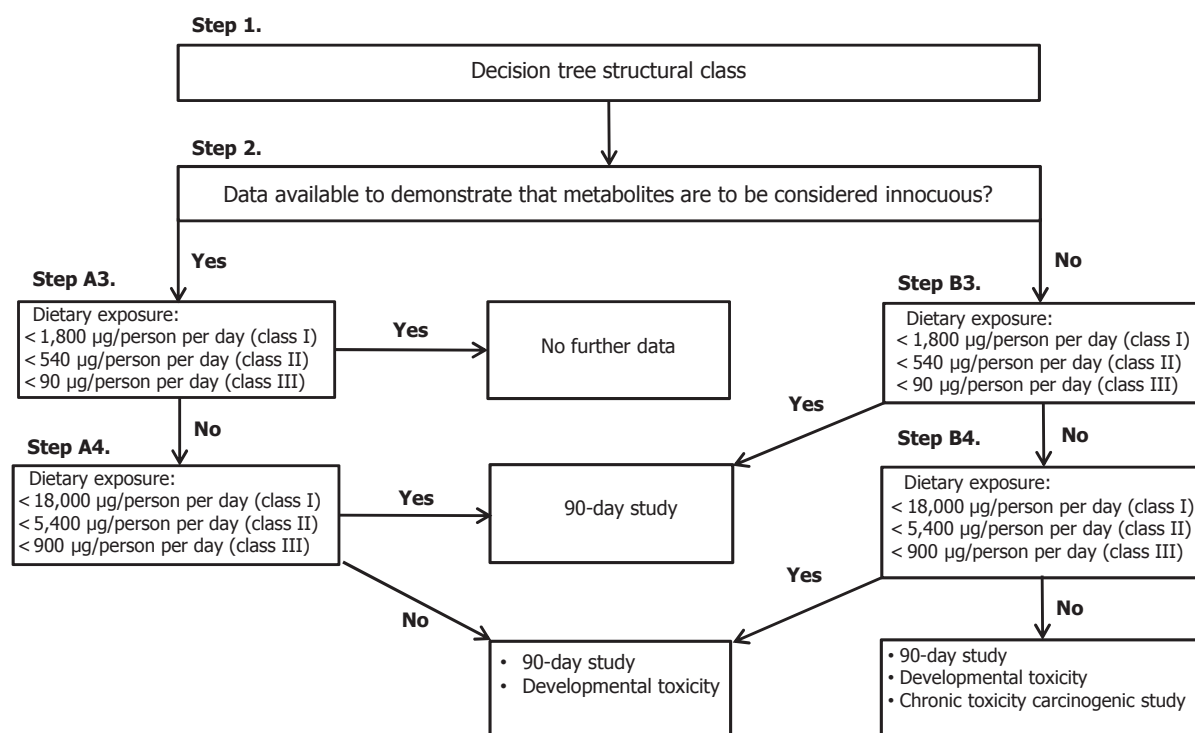 Step 1.
Decision tree structural class
Step 2.
Data available to demonstrate that metabolites are to be considered innocuous?
Yes
No
Step A3.
Dietary exposure:
< 1,800 µg/person per day (class I)
< 540 µg/person per day (class II)
< 90 µg/person per day (class III)
Yes
No further data
Step B3.
Dietary exposure:
< 1,800 µg/person per day (class I)
< 540 µg/person per day (class II)
< 90 µg/person per day (class III)
No
Yes
No
Step A4.
Dietary exposure:
< 18,000 µg/person per day (class I)
< 5,400 µg/person per day (class II)
< 900 µg/person per day (class III)
Yes
90-day study
Step B4.
Dietary exposure:
< 18,000 µg/person per day (class I)
< 5,400 µg/person per day (class II)
< 900 µg/person per day (class III)
No
Yes
No
• 90-day study
• Developmental toxicity
• 90-day study
• Developmental toxicity
• Chronic toxicity carcinogenic study